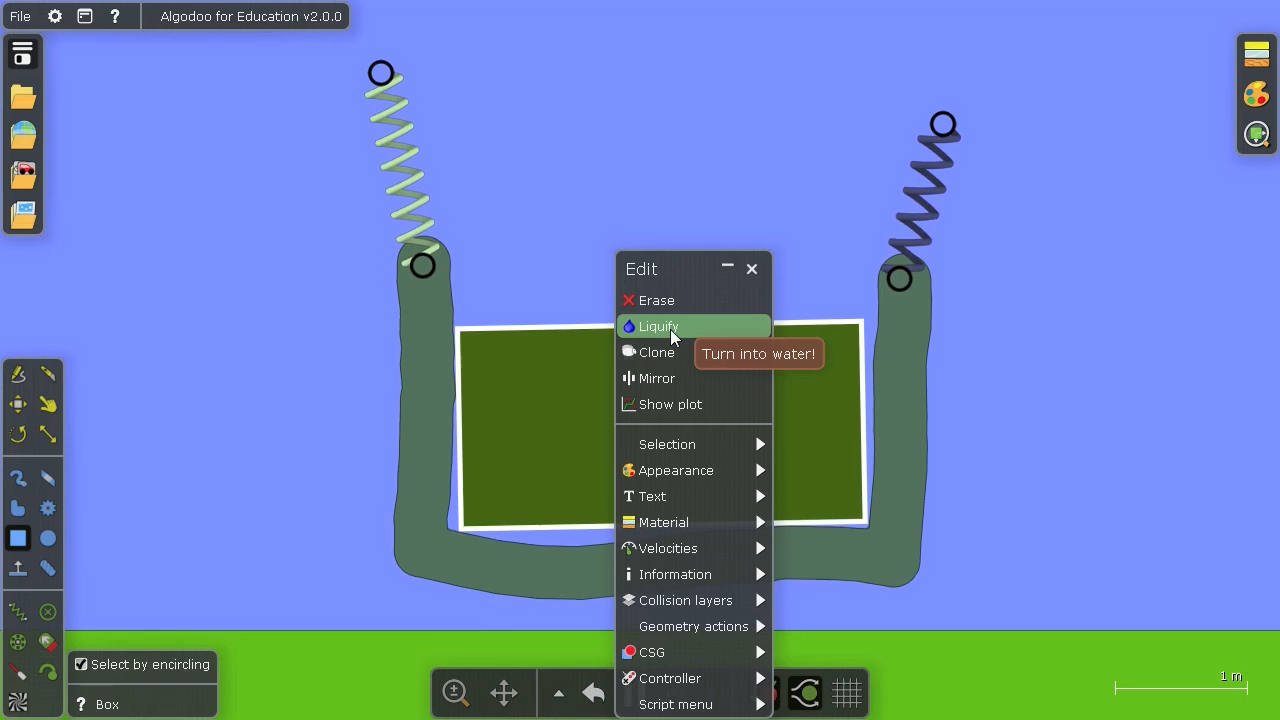 File
?
Algodoo for Education v2.0.0
Edit
Erase
Liquify
Turn into water!
Clone
Mirror
Show plot
Selection
Appearance
T Text
Material
Velocities
Information
Collision layers
Geometry actions
CSG
Controller
Script menu
Select by encircling
? Box
1 m